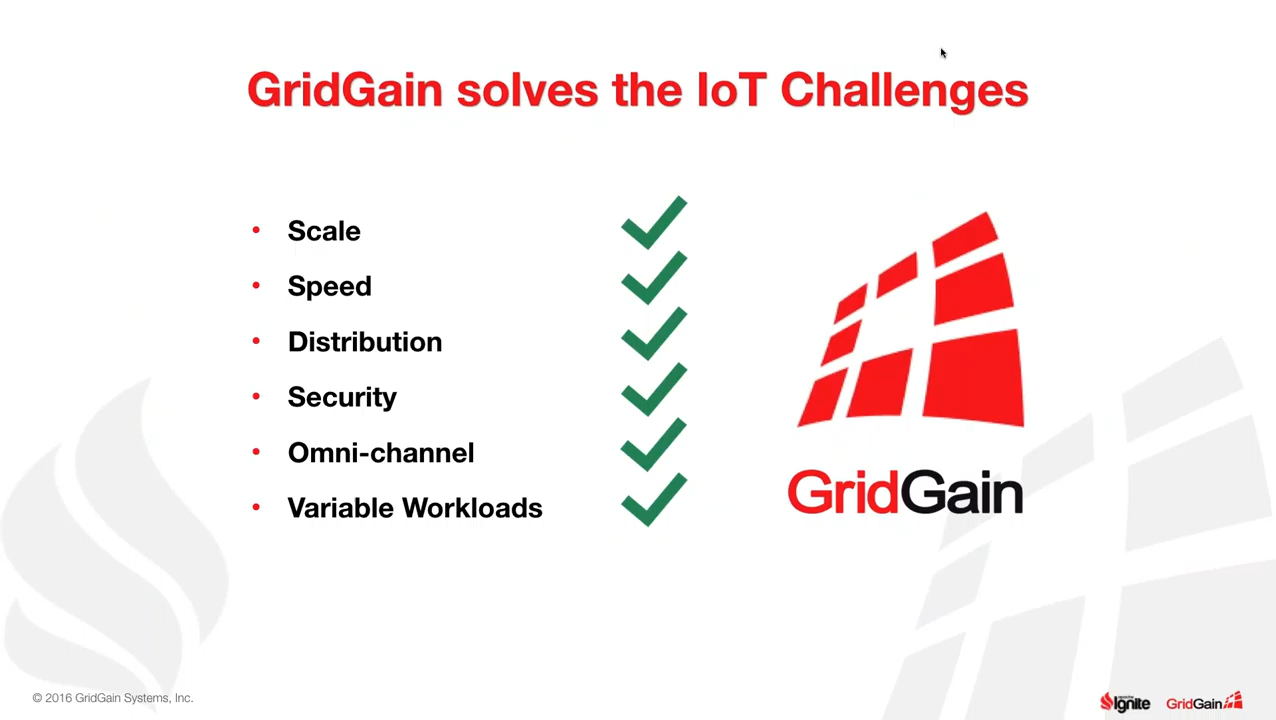 GridGain solves the IoT Challenges
• Scale
• Speed
• Distribution
• Security
• Omni-channel
• Variable Workloads
GridGain
© 2016 GridGain Systems, Inc.
Ignite
GridGain